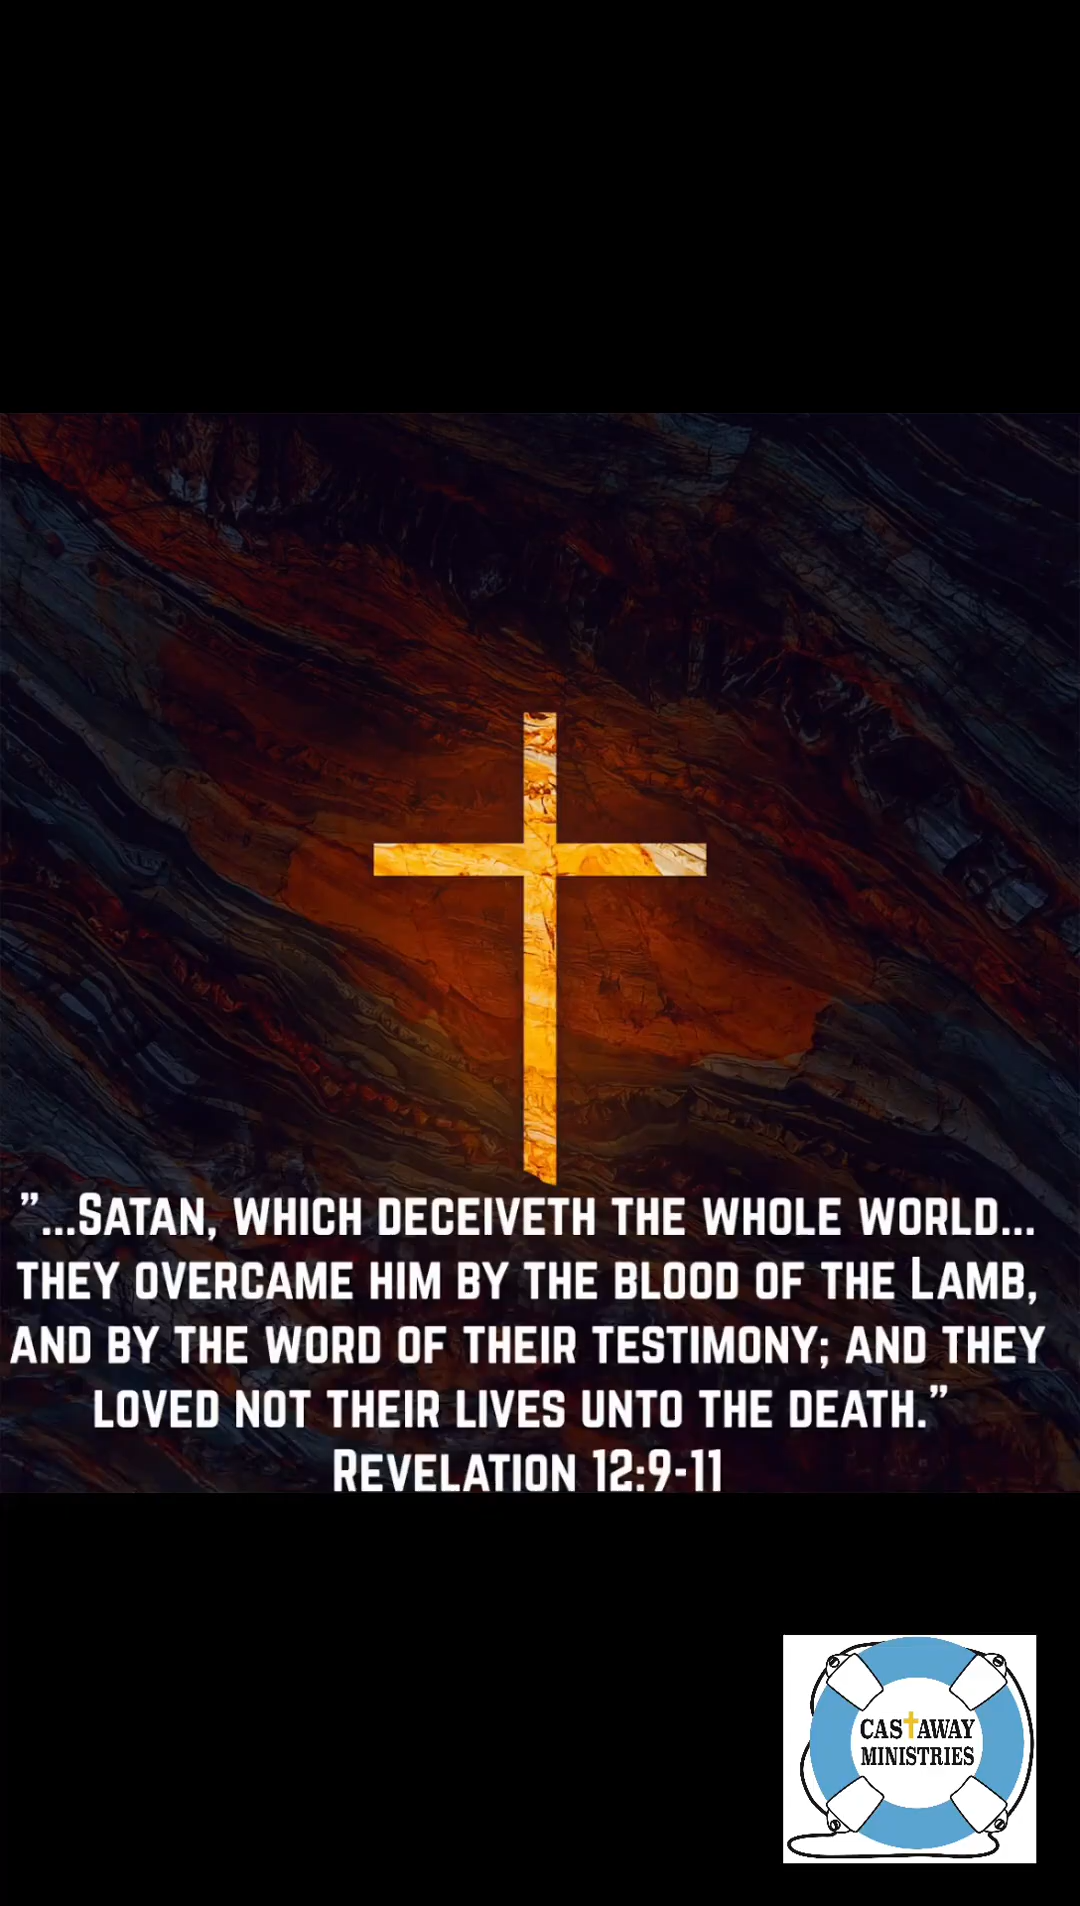 "...Satan, which deceiveth the whole world...
they overcame him by the blood of the Lamb,
and by the word of their testimony; and they
loved not their lives unto the death."
Revelation 12:9-11
CASTAWAY
MINISTRIES